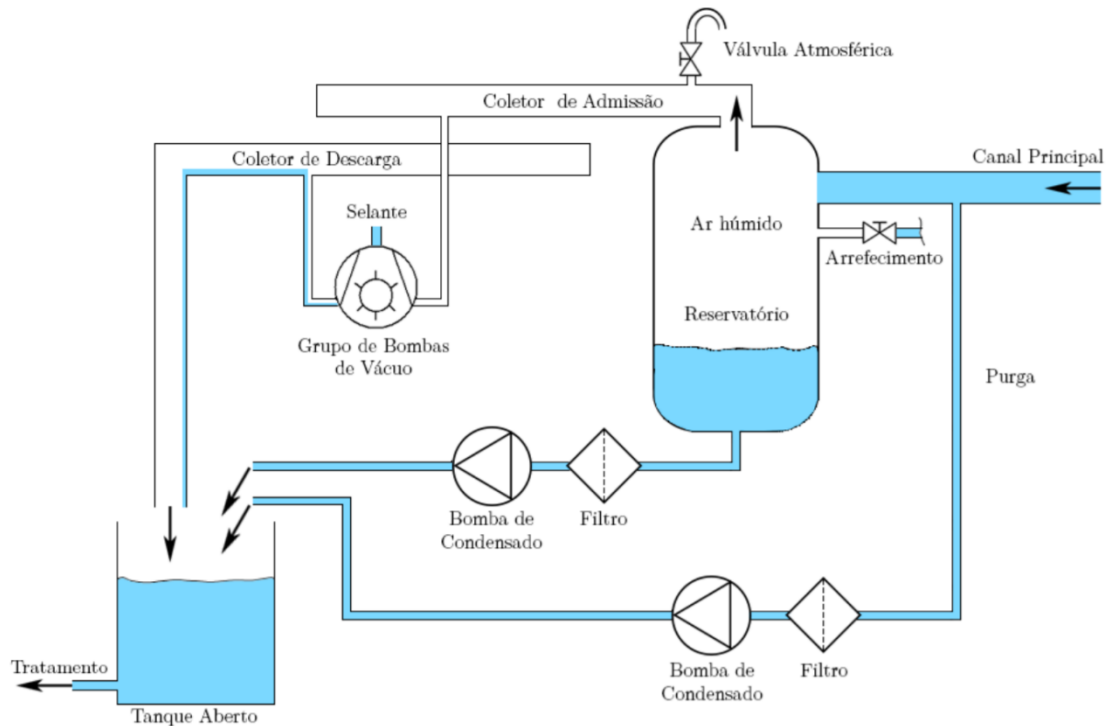 Válvula Atmosférica
Coletor de Admissão
Coletor de Descarga
Canal Principal
Selante
Ar húmido
Arrefecimento
Reservatório
Grupo de Bombas
de Vácuo
Purga
Bomba de
Condensado
Filtro
Tratamento
Bomba de
Condensado
Filtro
Tanque Aberto